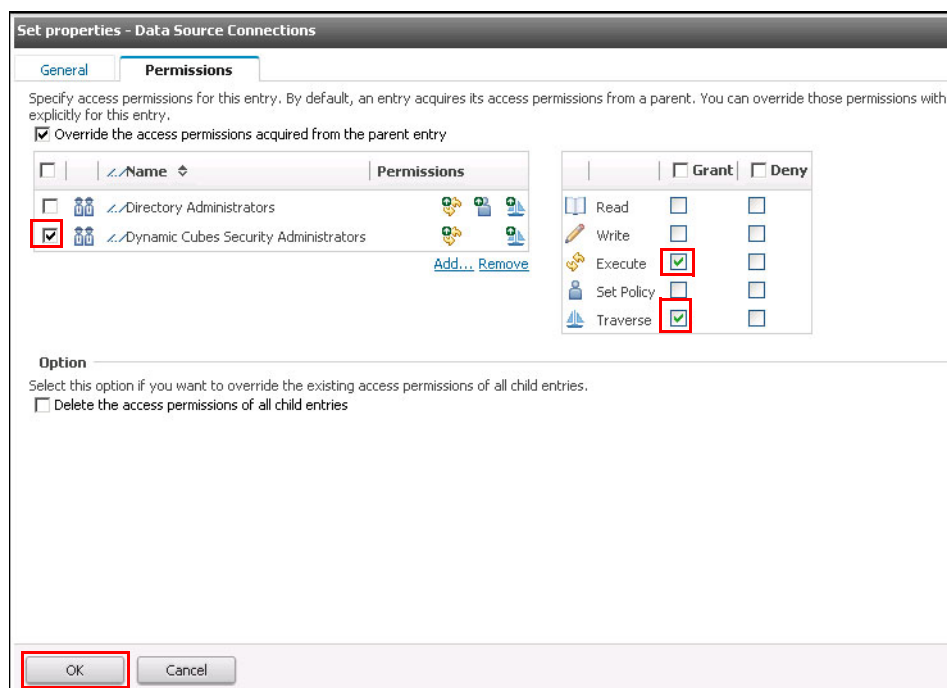 Set properties - Data Source Connections
General Permissions
Specify access permissions for this entry. By default, an entry acquires its access permissions from a parent. You can override those permissions with
explicitly for this entry.
Override the access permissions acquired from the parent entry
Name Permissions
Directory Administrators
Dynamic Cubes Security Administrators
Add... Remove
Grant Deny
Read
Write
Execute
Set Policy
Traverse
Option
Select this option if you want to override the existing access permissions of all child entries.
Delete the access permissions of all child entries
OK Cancel